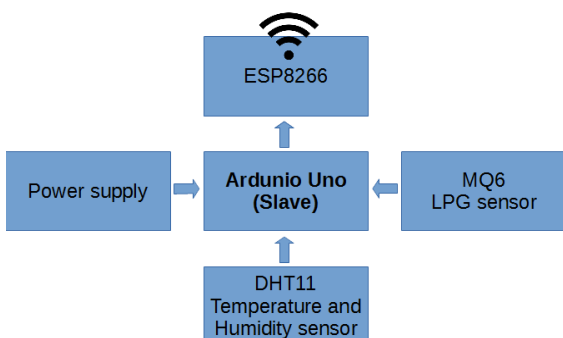 ESP8266
Power supply
Ardunio Uno
(Slave)
MQ6
LPG sensor
DHT11
Temperature and
Humidity sensor